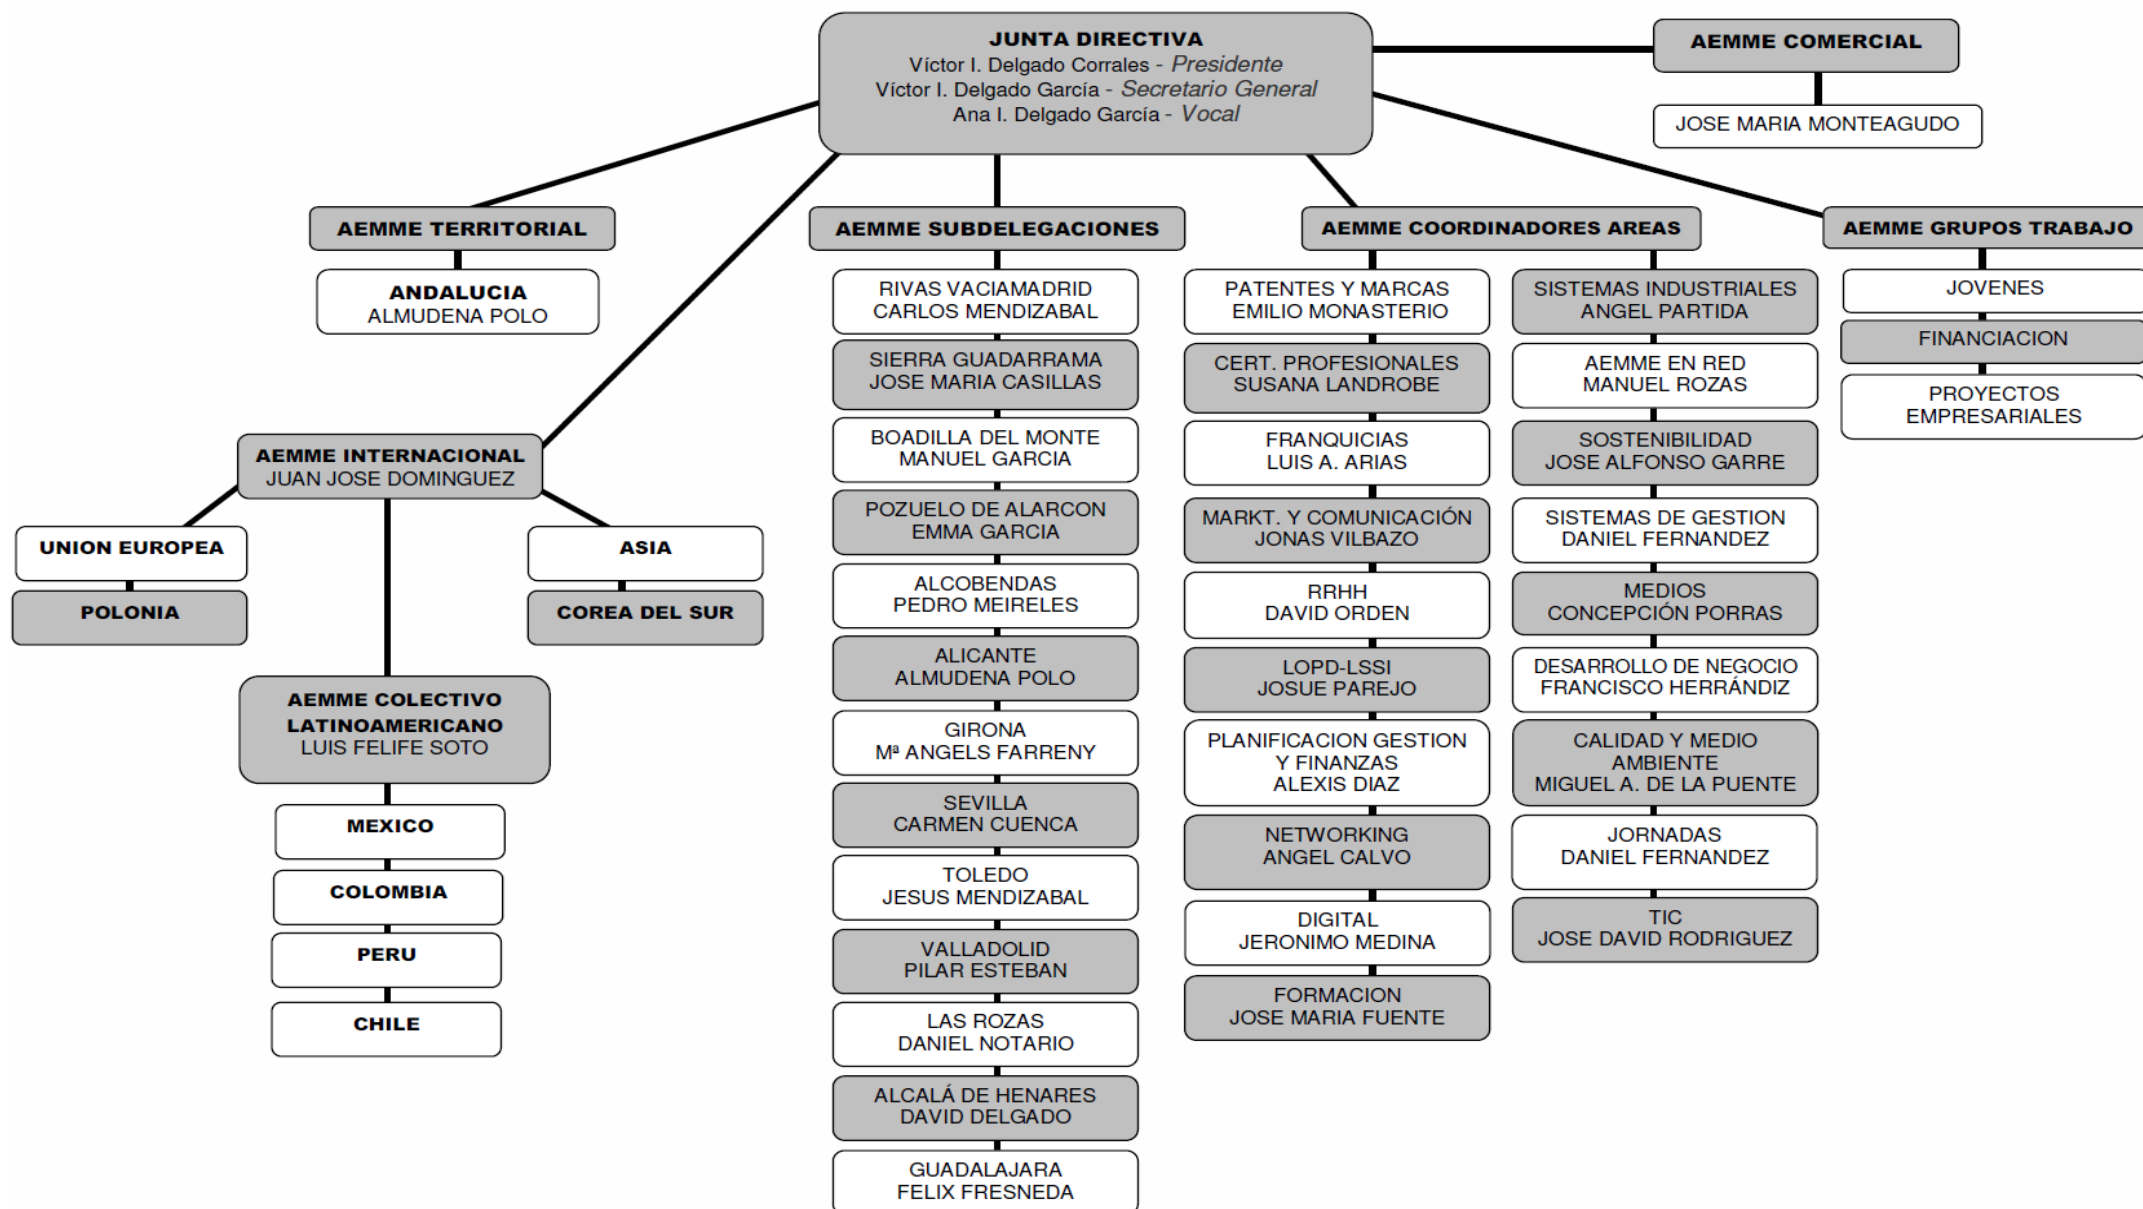 JUNTA DIRECTIVA
Víctor I. Delgado Corrales - Presidente
Víctor I. Delgado García - Secretario General
Ana I. Delgado García - Vocal
AEMME COMERCIAL
JOSE MARIA MONTEAGUDO
AEMME TERRITORIAL
ANDALUCIA
ALMUDENA POLO
AEMME INTERNACIONAL
JUAN JOSE DOMINGUEZ
UNION EUROPEA
POLONIA
ASIA
COREA DEL SUR
AEMME COLECTIVO
LATINOAMERICANO
LUIS FELIFE SOTO
MEXICO
COLOMBIA
PERU
CHILE
AEMME SUBDELEGACIONES
RIVAS VACIAMADRID
CARLOS MENDIZABAL
SIERRA GUADARRAMA
JOSE MARIA CASILLAS
BOADILLA DEL MONTE
MANUEL GARCIA
POZUELO DE ALARCON
EMMA GARCIA
ALCOBENDAS
PEDRO MEIRELES
ALICANTE
ALMUDENA POLO
GIRONA
Mª ANGELS FARRENY
SEVILLA
CARMEN CUENCA
TOLEDO
JESUS MENDIZABAL
VALLADOLID
PILAR ESTEBAN
LAS ROZAS
DANIEL NOTARIO
ALCALÁ DE HENARES
DAVID DELGADO
GUADALAJARA
FELIX FRESNEDA
AEMME COORDINADORES AREAS
PATENTES Y MARCAS
EMILIO MONASTERIO
CERT. PROFESIONALES
SUSANA LANDROBE
FRANQUICIAS
LUIS A. ARIAS
MARKT. Y COMUNICACIÓN
JONAS VILBAZO
RRHH
DAVID ORDEN
LOPD-LSSI
JOSUE PAREJO
PLANIFICACION GESTION
Y FINANZAS
ALEXIS DIAZ
NETWORKING
ANGEL CALVO
DIGITAL
JERONIMO MEDINA
FORMACION
JOSE MARIA FUENTE
SISTEMAS INDUSTRIALES
ANGEL PARTIDA
AEMME EN RED
MANUEL ROZAS
SOSTENIBILIDAD
JOSE ALFONSO GARRE
SISTEMAS DE GESTION
DANIEL FERNANDEZ
MEDIOS
CONCEPCIÓN PORRAS
DESARROLLO DE NEGOCIO
FRANCISCO HERRÁNDIZ
CALIDAD Y MEDIO
AMBIENTE
MIGUEL A. DE LA PUENTE
JORNADAS
DANIEL FERNANDEZ
TIC
JOSE DAVID RODRIGUEZ
AEMME GRUPOS TRABAJO
JOVENES
FINANCIACION
PROYECTOS
EMPRESARIALES